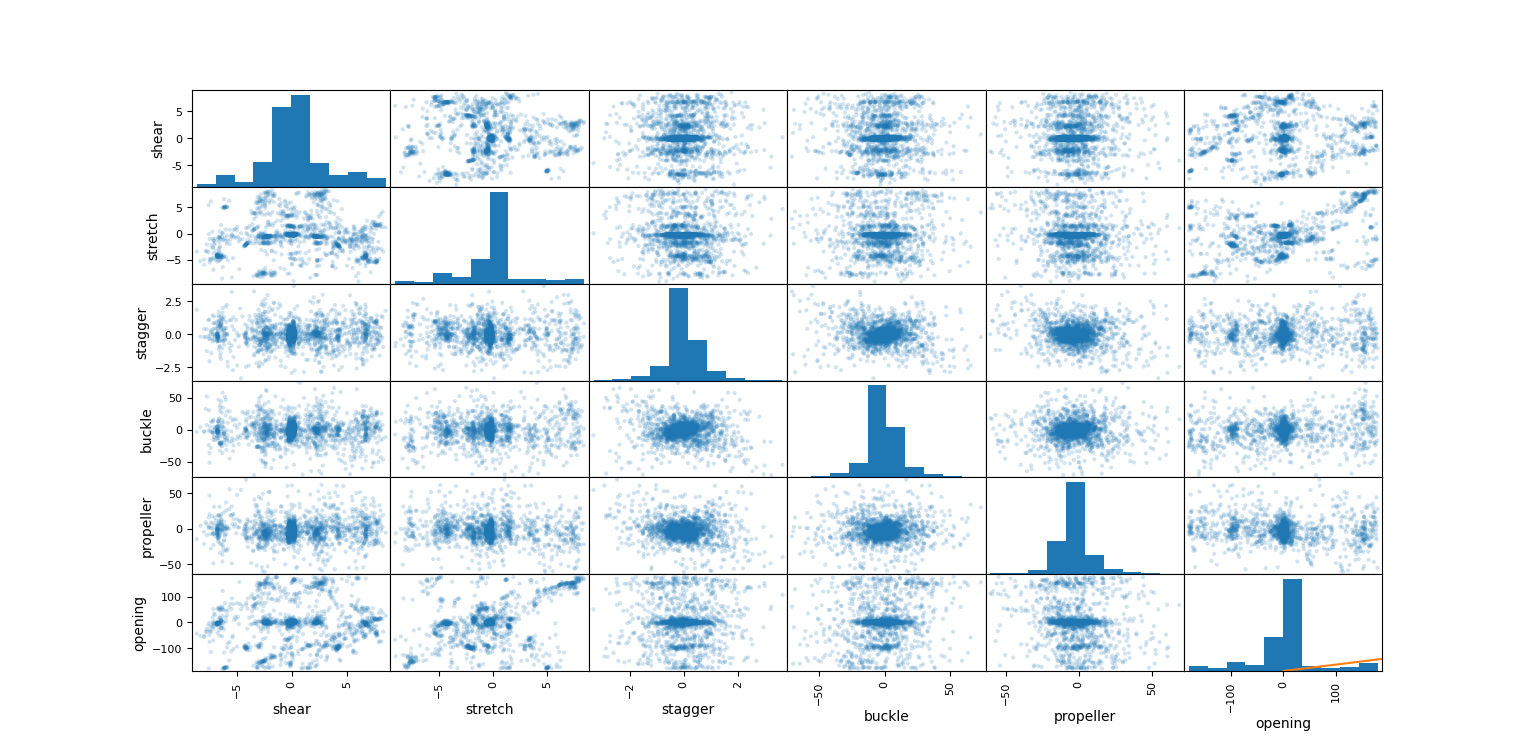 shear
5
0
−5
stretch
5
0
−5
stagger
2.5
0.0
−2.5
buckle
50
0
−50
propeller
50
0
−50
opening
100
0
−100
−5 0 5 −5 0 5 −2 0 2 −50 0 50 −50 0 50 −100 0 100
shear stretch stagger buckle propeller opening